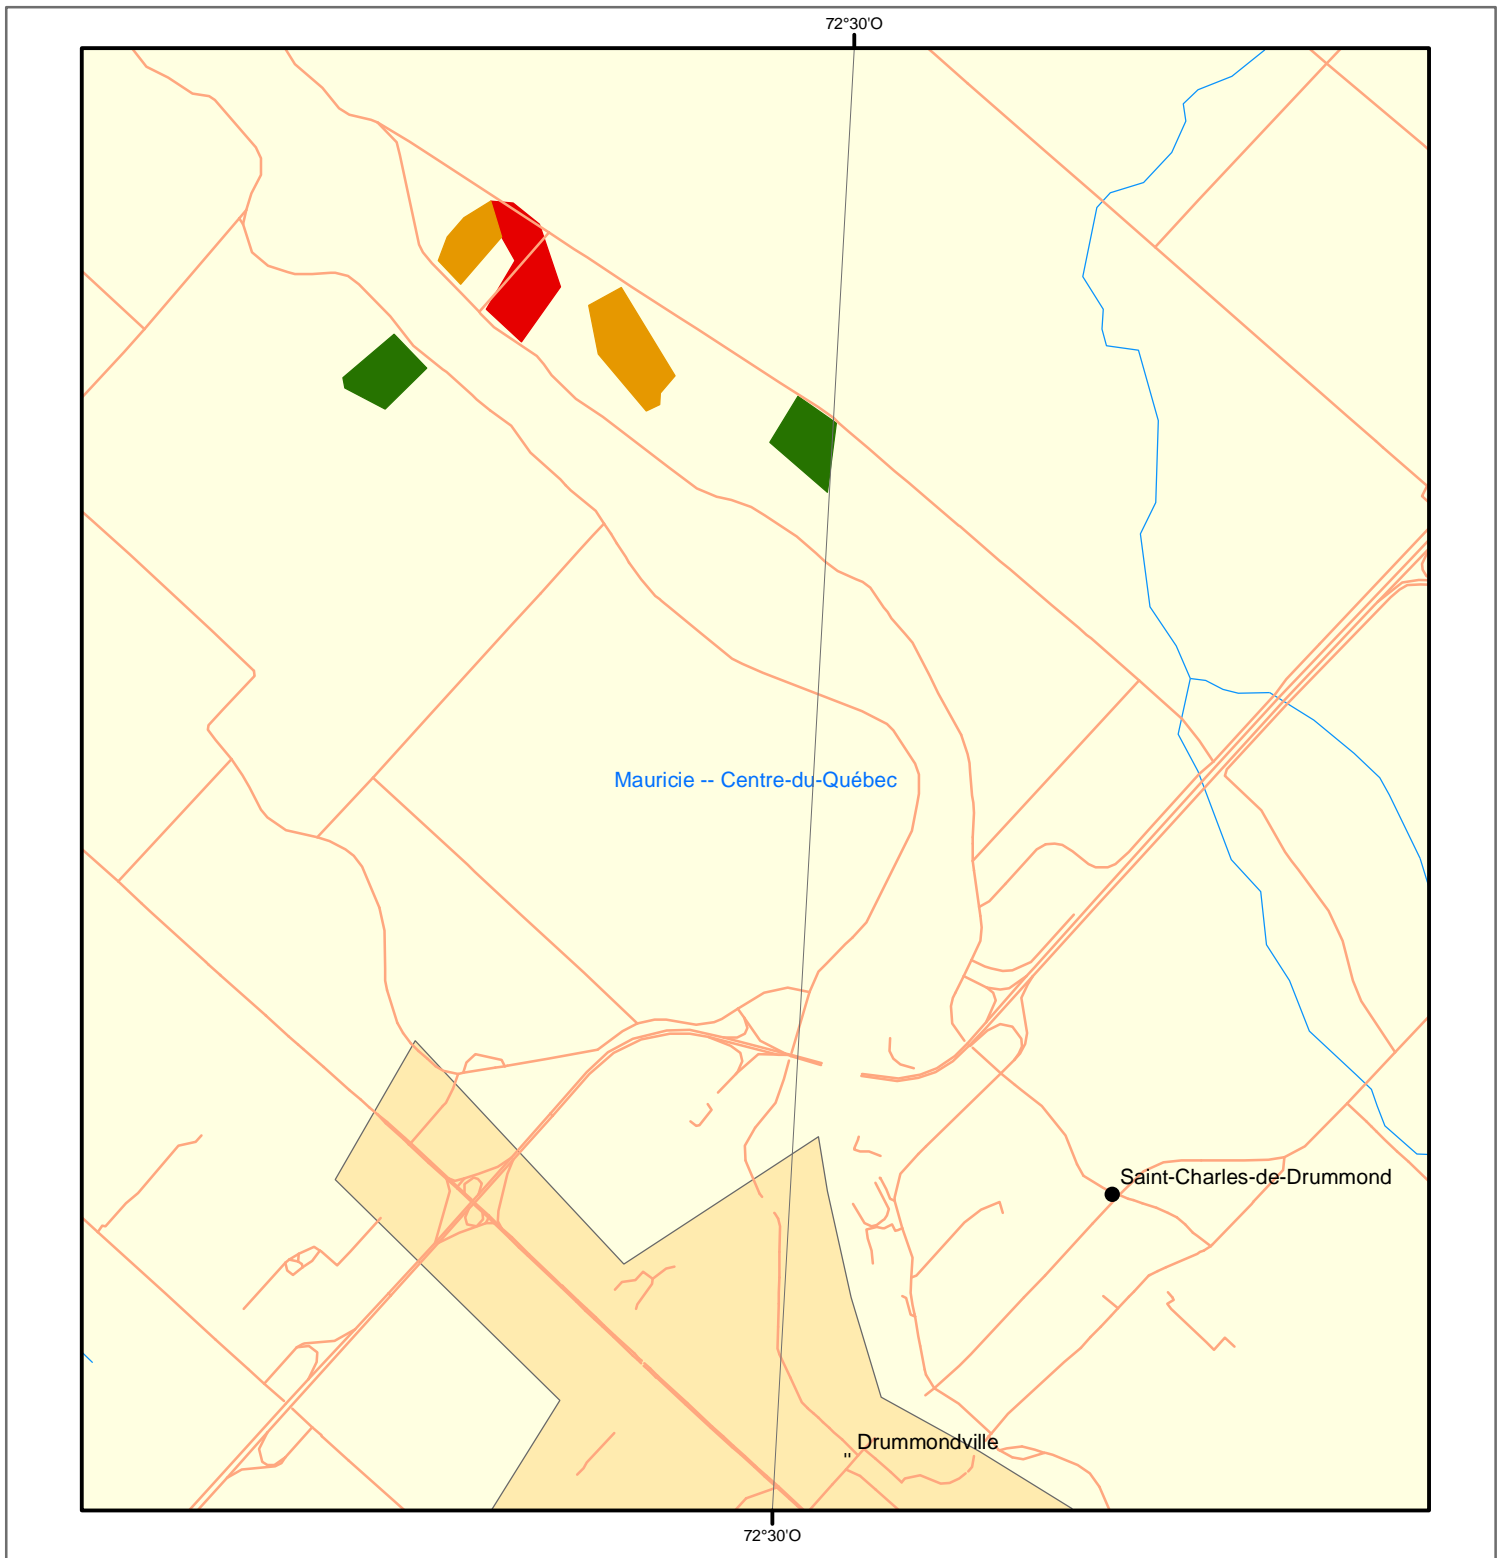 72°30'O
Mauricie -- Centre-du-Québec
Saint-Charles-de-Drummond
Drummondville
"
72°30'O